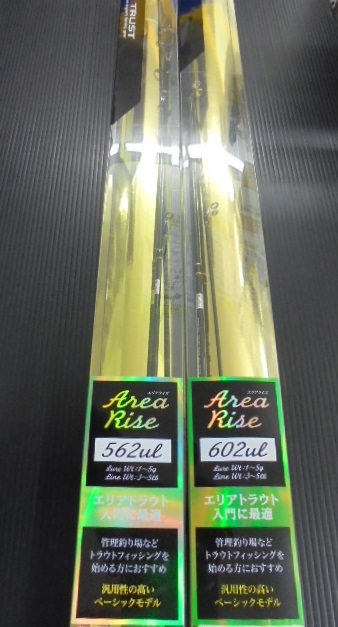 TRUST
エリアライズ
Area
Rise
562ul
Lure Wt:1〜5g
Line Wt:3〜5lb
エリアトラウト
入門に最適
管理釣り場など
トラウトフィッシングを
始める方におすすめ
汎用性の高い
ベーシックモデル
エリアライズ
Area
Rise
602ul
Lure Wt:1〜5g
Line Wt:3〜5lb
エリアトラウト
入門に最適
管理釣り場など
トラウトフィッシングを
始める方におすすめ
汎用性の高い
ベーシックモデル